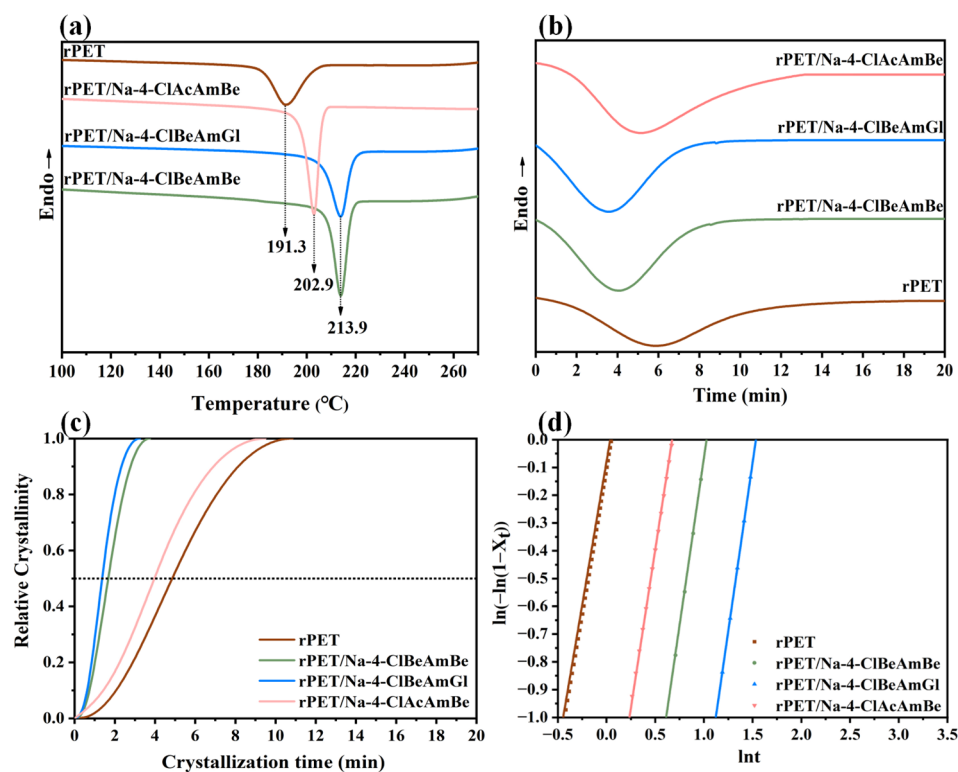 (a)
rPET
rPET/Na-4-ClAcAmBe
rPET/Na-4-ClBeAmGl
rPET/Na-4-ClBeAmBe
191.3
202.9
213.9
Endo →
100 120 140 160 180 200 220 240 260
Temperature (℃)
(b)
rPET/Na-4-ClAcAmBe
rPET/Na-4-ClBeAmGl
rPET/Na-4-ClBeAmBe
rPET
Endo →
0 2 4 6 8 10 12 14 16 18 20
Time (min)
(c)
1.0
0.8
0.6
0.4
0.2
0.0
Relative Crystallinity
rPET
rPET/Na-4-ClBeAmBe
rPET/Na-4-ClBeAmGl
rPET/Na-4-ClAcAmBe
0 2 4 6 8 10 12 14 16 18 20
Crystallization time (min)
(d)
0.0
−0.1
−0.2
−0.3
−0.4
−0.5
−0.6
−0.7
−0.8
−0.9
−1.0
ln(−ln(1−Xt))
rPET
rPET/Na-4-ClBeAmBe
rPET/Na-4-ClBeAmGl
rPET/Na-4-ClAcAmBe
−0.5 0.0 0.5 1.0 1.5 2.0 2.5 3.0 3.5
lnt